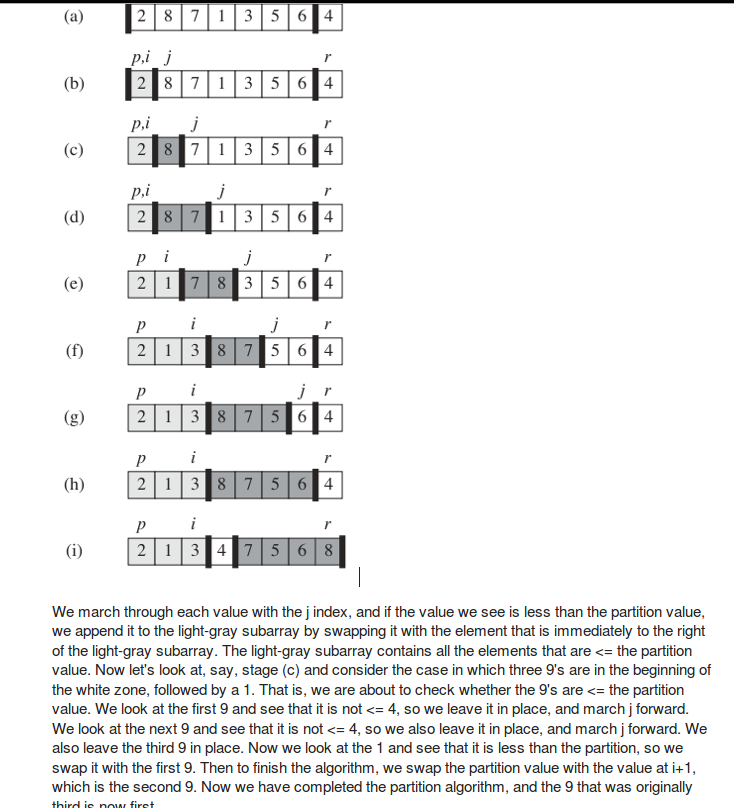 (a) 2 8 7 1 3 5 6 4
p,i j r
(b) 2 8 7 1 3 5 6 4
p,i j r
(c) 2 8 7 1 3 5 6 4
p,i j r
(d) 2 8 7 1 3 5 6 4
p i j r
(e) 2 1 7 8 3 5 6 4
p i j r
(f) 2 1 3 8 7 5 6 4
p i j r
(g) 2 1 3 8 7 5 6 4
p i r
(h) 2 1 3 8 7 5 6 4
p i r
(i) 2 1 3 4 7 5 6 8
We march through each value with the j index, and if the value we see is less than the partition value,
we append it to the light-gray subarray by swapping it with the element that is immediately to the right
of the light-gray subarray. The light-gray subarray contains all the elements that are <= the partition
value. Now let's look at, say, stage (c) and consider the case in which three 9's are in the beginning of
the white zone, followed by a 1. That is, we are about to check whether the 9's are <= the partition
value. We look at the first 9 and see that it is not <= 4, so we leave it in place, and march j forward.
We look at the next 9 and see that it is not <= 4, so we also leave it in place, and march j forward. We
also leave the third 9 in place. Now we look at the 1 and see that it is less than the partition, so we
swap it with the first 9. Then to finish the algorithm, we swap the partition value with the value at i+1,
which is the second 9. Now we have completed the partition algorithm, and the 9 that was originally
third is now first